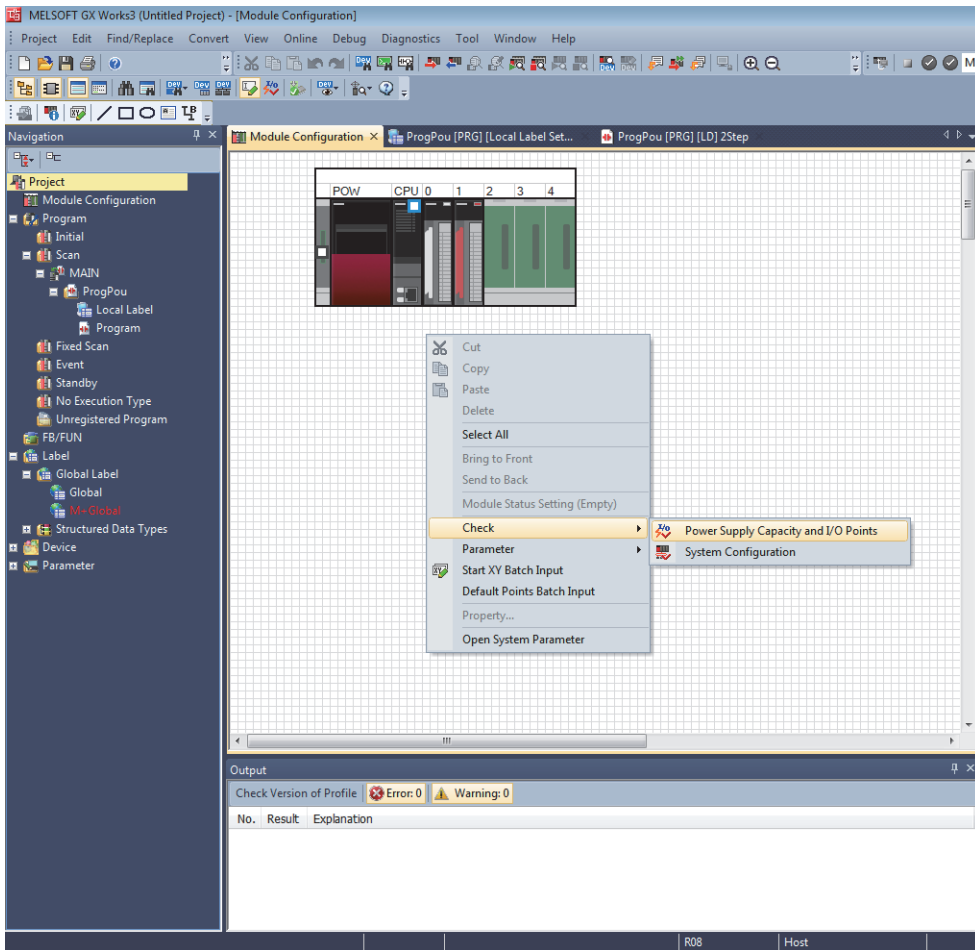 MELSOFT GX Works3 (Untitled Project) - [Module Configuration]
Project Edit Find/Replace Convert View Online Debug Diagnostics Tool Window Help
M
Navigation
Module Configuration
ProgPou [PRG] [Local Label Set...
ProgPou [PRG] [LD] 2Step
Project
Module Configuration
Program
Initial
Scan
MAIN
ProgPou
Local Label
Program
Fixed Scan
Event
Standby
No Execution Type
Unregistered Program
FB/FUN
Label
Global Label
Global
M+Global
Structured Data Types
Device
Parameter
POW CPU 0 1 2 3 4
Cut
Copy
Paste
Delete
Select All
Bring to Front
Send to Back
Module Status Setting (Empty)
Check
Parameter
Start XY Batch Input
Default Points Batch Input
Property...
Open System Parameter
Power Supply Capacity and I/O Points
System Configuration
Output
Check Version of Profile Error: 0 Warning: 0
No. Result Explanation
R08 Host